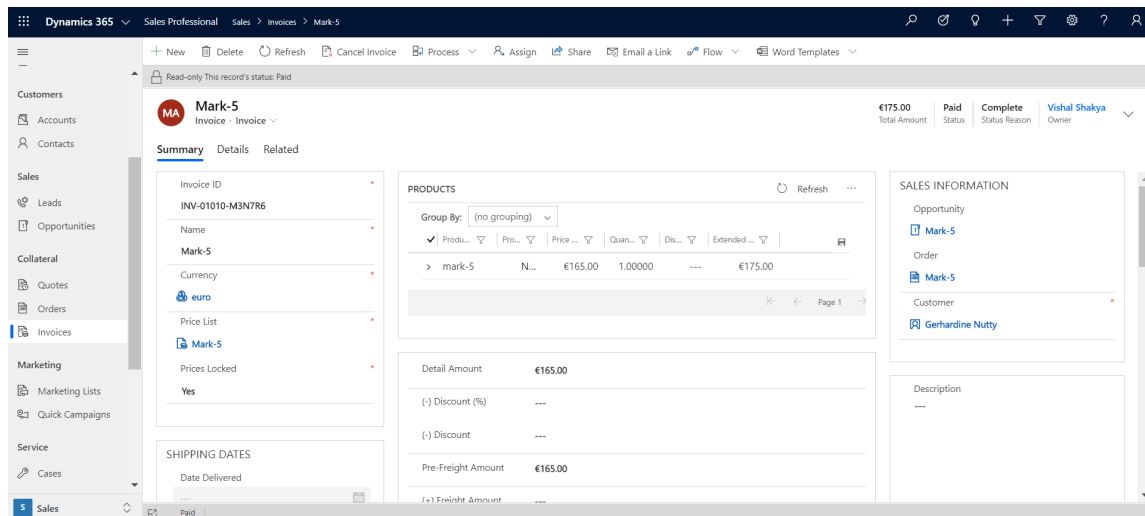 Dynamics 365 Sales Professional Sales > Invoices > Mark-5
New Delete Refresh Cancel Invoice Process Assign Share Email a Link Flow Word Templates
Read-only This record's status: Paid
Customers
Accounts
Contacts
Sales
Leads
Opportunities
Collateral
Quotes
Orders
Invoices
Marketing
Marketing Lists
Quick Campaigns
Service
Cases
S Sales
MA
Mark-5
Invoice · Invoice
€175.00 Paid Complete Vishal Shakya
Total Amount Status Status Reason Owner
Summary Details Related
Invoice ID *
INV-01010-M3N7R6
Name *
Mark-5
Currency *
euro
Price List *
Mark-5
Prices Locked *
Yes
SHIPPING DATES
Date Delivered
---
PRODUCTS Refresh ...
Group By: (no grouping)
Produ... Pro... Price ... Quan... Dis... Extended ...
mark-5 N... €165.00 1.00000 --- €175.00
Page 1
Detail Amount €165.00
(-) Discount (%) ---
(-) Discount ---
Pre-Freight Amount €165.00
(+) Freight Amount ---
SALES INFORMATION
Opportunity
Mark-5
Order
Mark-5
Customer *
Gerhardine Nutty
Description
---
Paid